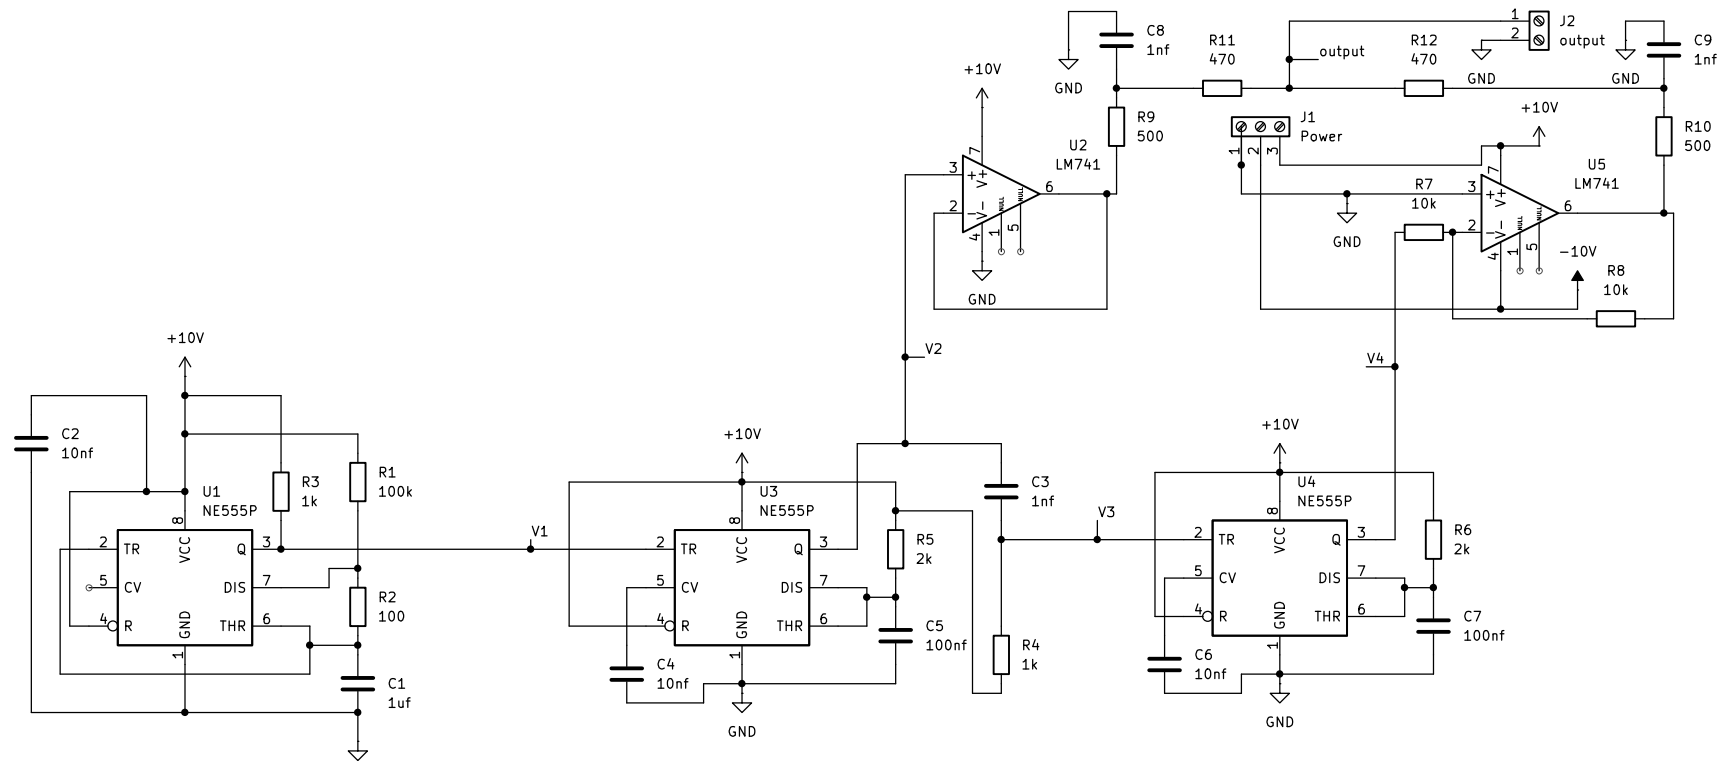 C8
1nf
GND
R11
470
output
R12
470
1
2
J2
output
GND
GND
C9
1nf
+10V
R9
500
U2
LM741
3
2
7
V+
V-
4
NULL
1
NULL
5
6
GND
J1
Power
1
2
3
GND
+10V
R7
10k
3
2
7
V+
V-
4
NULL
1
NULL
5
6
U5
LM741
R10
500
-10V
R8
10k
V2
V4
+10V
C2
10nf
R3
1k
R1
100k
U1
NE555P
8
VCC
2
TR
5
CV
4
R
GND
1
Q
3
DIS
7
THR
6
R2
100
C1
1uf
V1
+10V
U3
NE555P
8
VCC
2
TR
5
CV
4
R
GND
1
Q
3
DIS
7
THR
6
R5
2k
C5
100nf
C4
10nf
GND
C3
1nf
R4
1k
V3
+10V
U4
NE555P
8
VCC
2
TR
5
CV
4
R
GND
1
Q
3
DIS
7
THR
6
R6
2k
C7
100nf
C6
10nf
GND